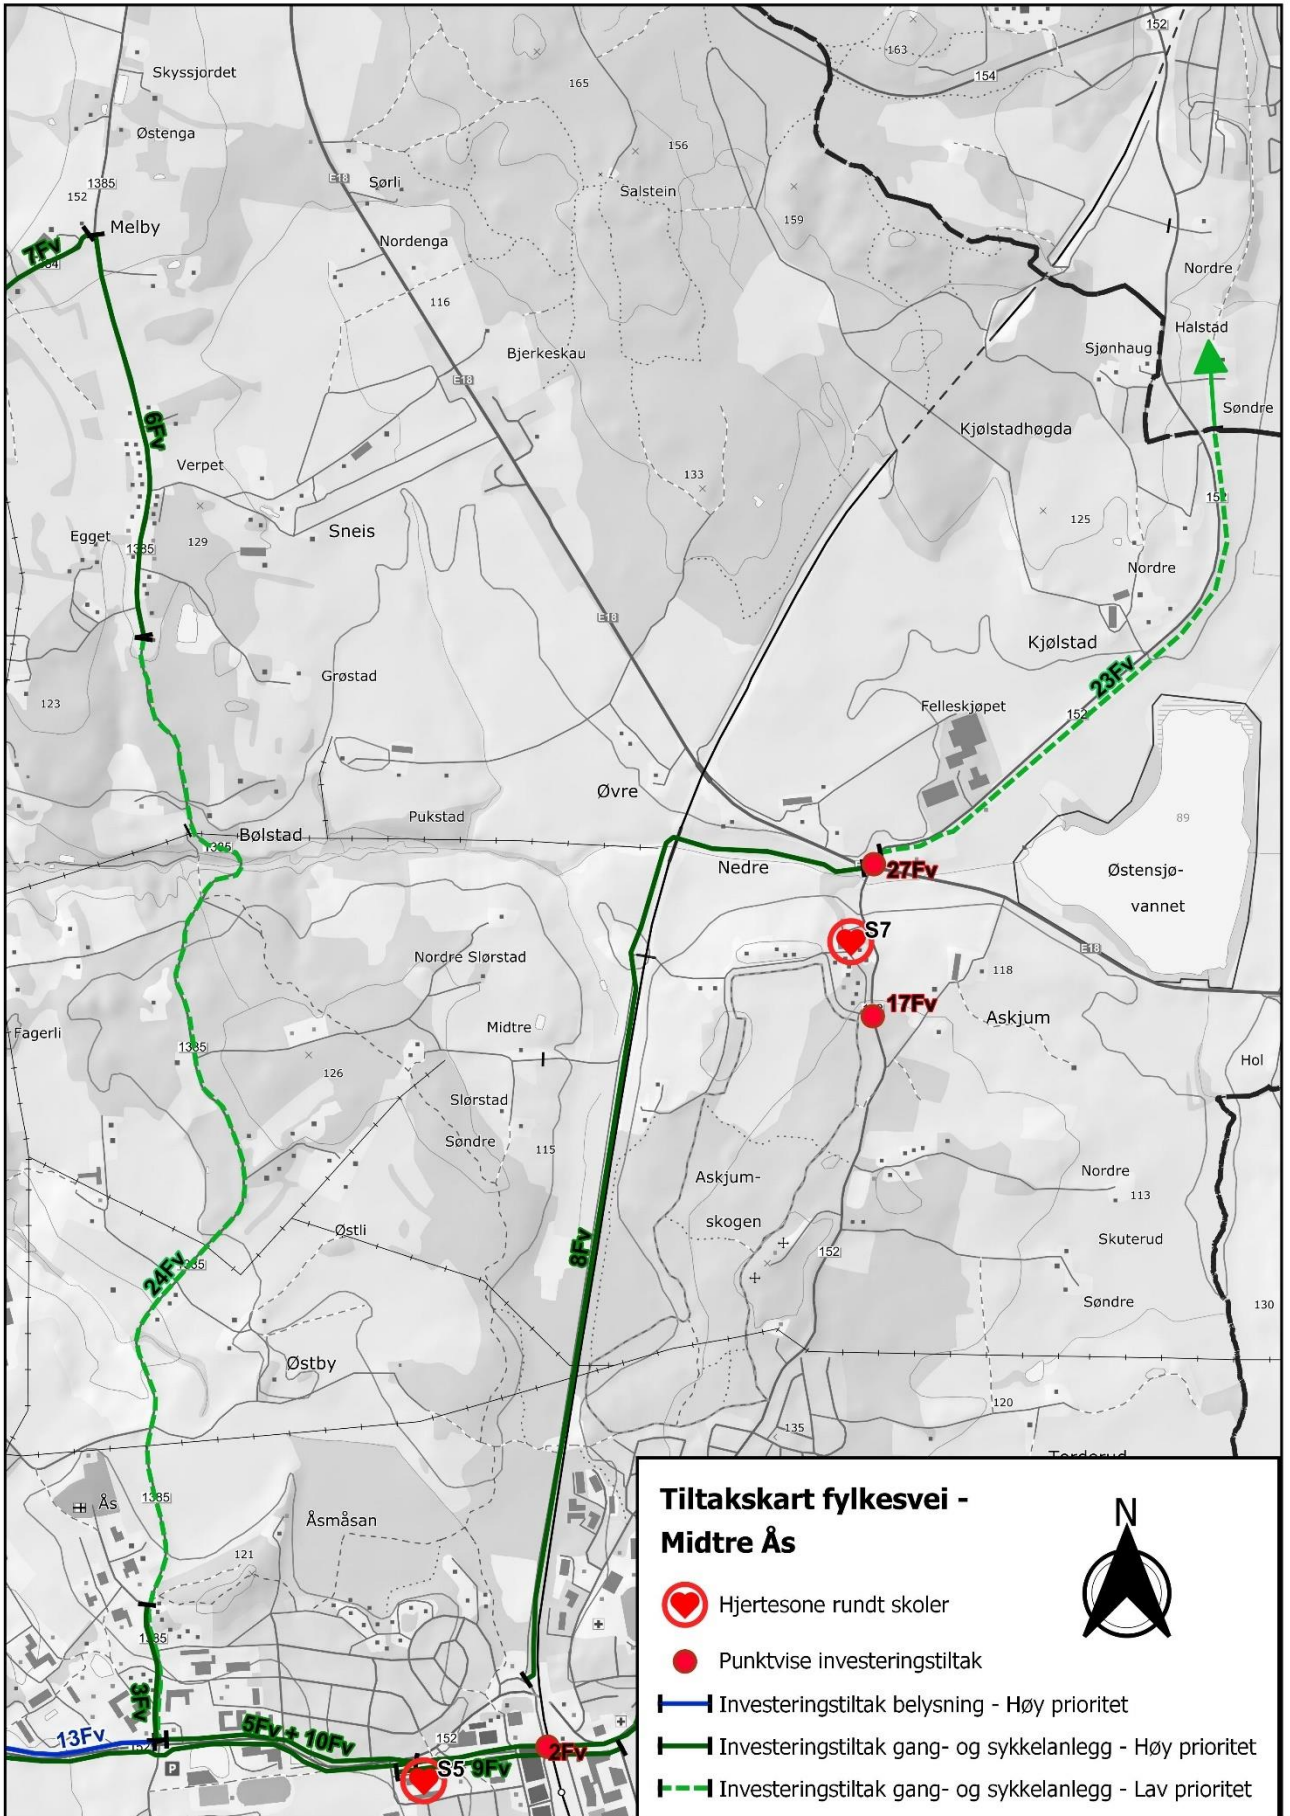 152
163
154
Skyssjordet
165
Østenga
156
1385
E18
Sørli
Salstein
152
159
Melby
Nordenga
7Fv
Nordre
116
Halstad
Bjerkeskau
Sjønhaug
E18
Søndre
6Fv
Kjølstadhøgda
Verpet
133
152
Sneis
125
Egget
129
1385
Nordre
E18
Kjølstad
Grøstad
23Fv
123
Felleskjøpet
152
Øvre
Pukstad
89
Bølstad
1385
Nedre
27Fv
Østensjø-
vannet
S7
E18
Nordre Slørstad
118
17Fv
Askjum
Midtre
Fagerli
1385
Hol
126
Slørstad
Søndre
115
Askjum-
skogen
Nordre
113
Østli
8Fv
152
Skuterud
24Fv
1385
Søndre
130
Østby
120
135
1385
Ås
Åsmåsan
121
1385
3Fv
13Fv
152
5Fv + 10Fv
152
2Fv
S5
9Fv
P
Tiltakskart fylkesvei -
Midtre Ås
N
Hjertesone rundt skoler
Punktvise investeringstiltak
Investeringstiltak belysning - Høy prioritet
Investeringstiltak gang- og sykkelanlegg - Høy prioritet
Investeringstiltak gang- og sykkelanlegg - Lav prioritet